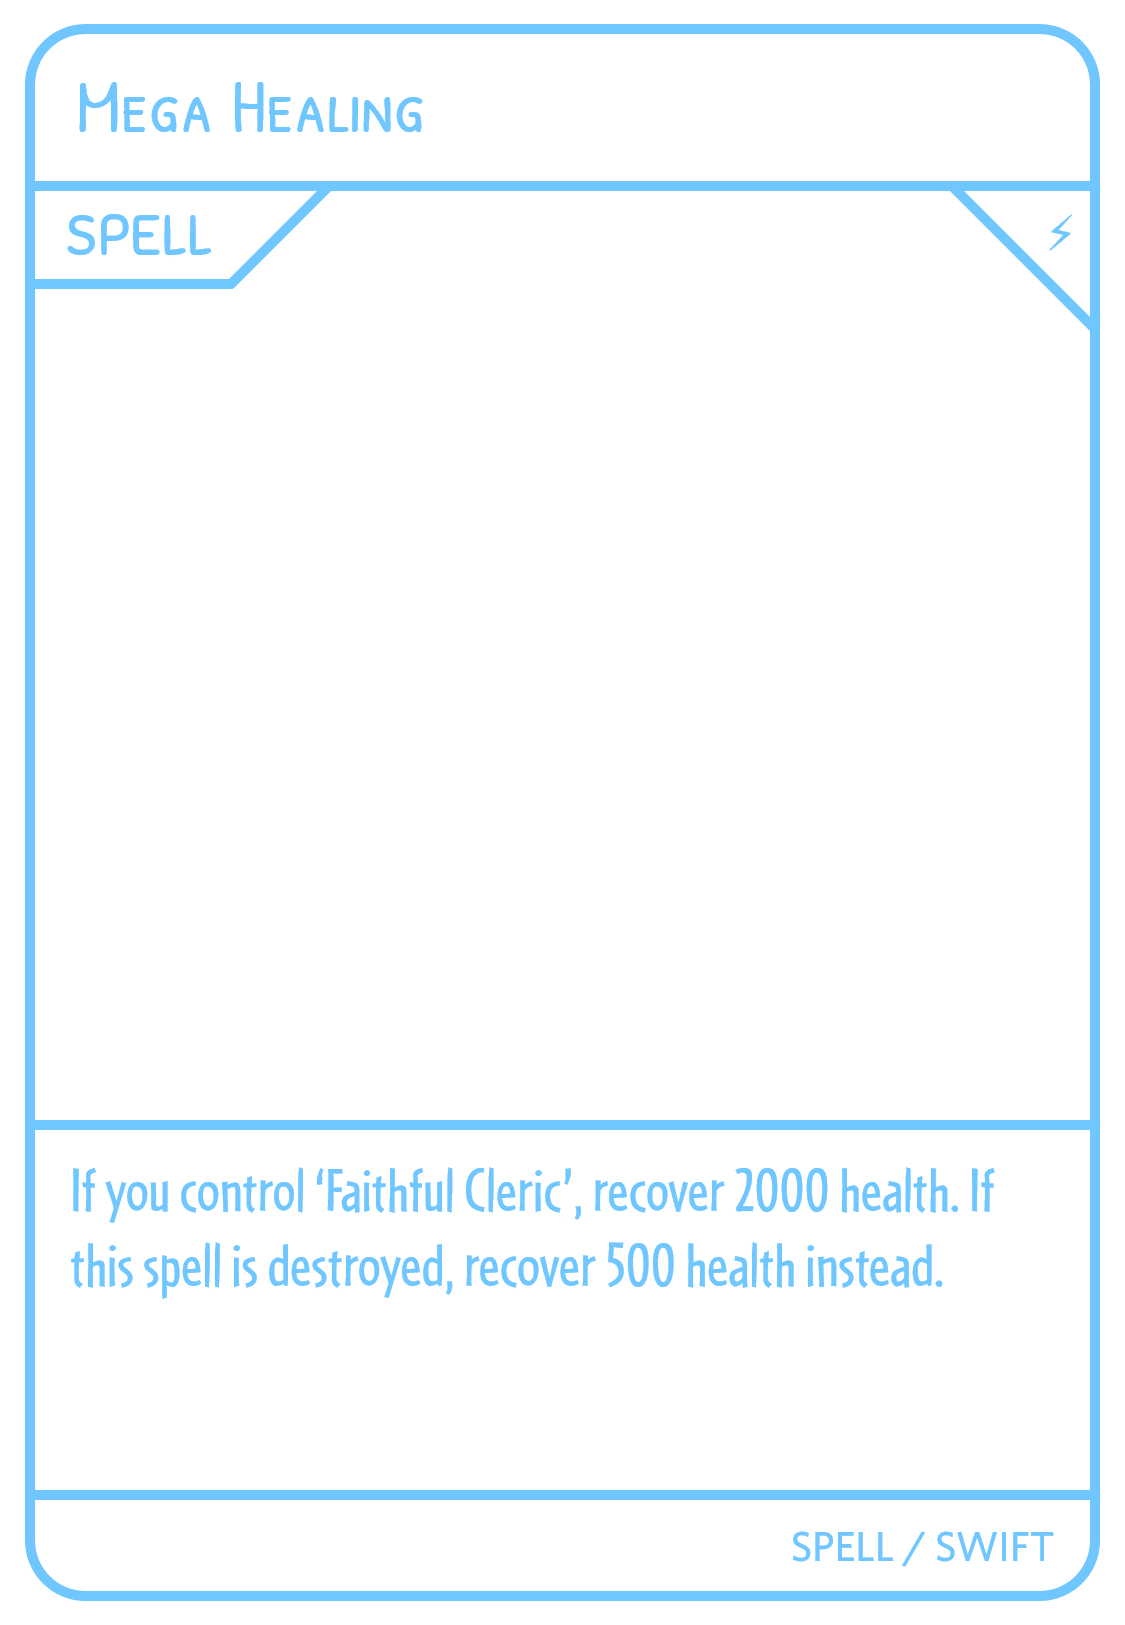 Mega Healing
SPELL
⚡
If you control ‘Faithful Cleric’, recover 2000 health. If
this spell is destroyed, recover 500 health instead.
SPELL / SWIFT